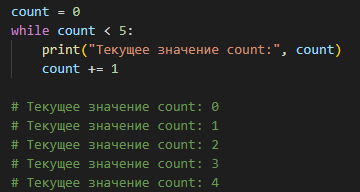 count = 0
while count < 5:
    print("Текущее значение count:", count)
    count += 1

# Текущее значение count: 0
# Текущее значение count: 1
# Текущее значение count: 2
# Текущее значение count: 3
# Текущее значение count: 4